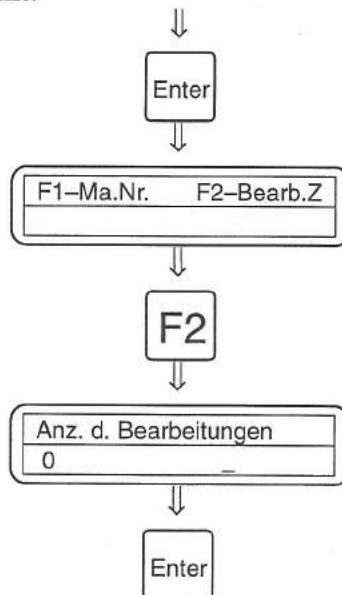 Enter
F1–Ma.Nr. F2–Bearb.Z
F2
Anz. d. Bearbeitungen
0 _
Enter